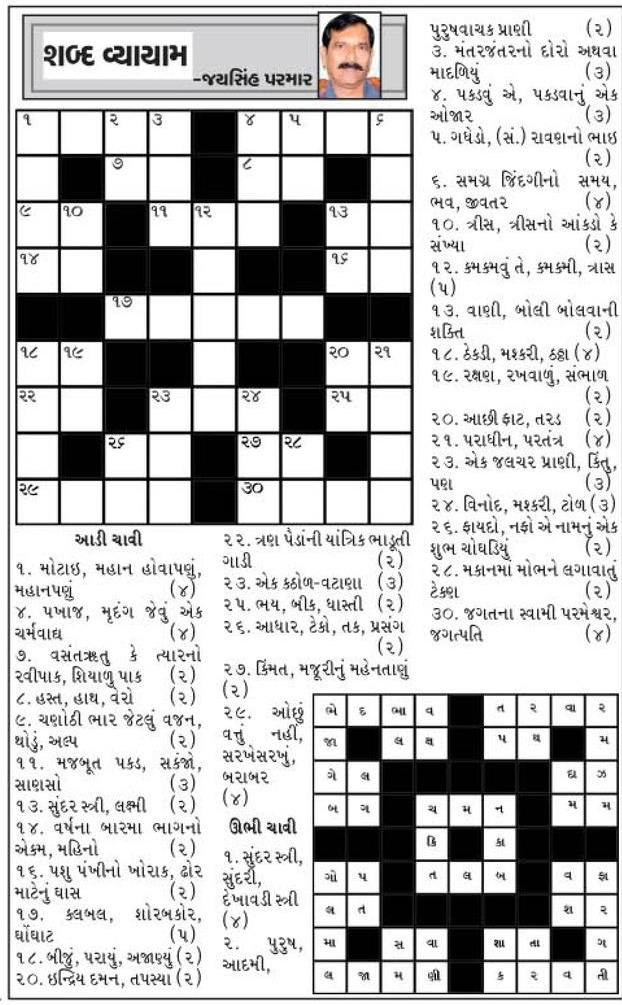 શબ્દ વ્યાયામ
-જયસિંહ પરમાર
૧ ૨ ૩ ૪ ૫ ૬
૭ ૮
૯ ૧૦ ૧૧ ૧૨ ૧૩
૧૪ ૧૬
૧૭
૧૮ ૧૯ ૨૦ ૨૧
૨૨ ૨૩ ૨૪ ૨૫
૨૬ ૨૭ ૨૮
૨૯ ૩૦
આડી ચાવી
૧. મોટાઇ, મહાન હોવાપણું,
મહાનપણું (૪)
૪. પખાજ, મૃદંગ જેવું એક
ચર્મવાદ્ય (૪)
૭. વસંતઋતુ કે ત્યારનો
રવીપાક, શિયાળુ પાક (૨)
૮. હસ્ત, હાથ, વેરો (૨)
૯. ચણોઠી ભાર જેટલું વજન,
થોડું, અલ્પ (૨)
૧૧. મજબૂત પકડ, સકંજો,
સાણસો (૩)
૧૩. સુંદર સ્ત્રી, લક્ષ્મી (૨)
૧૪. વર્ષના બારમા ભાગનો
એકમ, મહિનો (૨)
૧૬. પશુ પંખીનો ખોરાક, ઢોર
માટેનું ઘાસ (૨)
૧૭. કલબલ, શોરબકોર,
ઘોંઘાટ (૫)
૧૮. બીજું, પરાયું, અજાણ્યું (૨)
૨૦. ઇન્દ્રિય દમન, તપસ્યા (૨)
૨૨. ત્રણ પૈડાંની યાંત્રિક ભાડૂતી
ગાડી (૨)
૨૩. એક કઠોળ-વટાણા (૩)
૨૫. ભય, બીક, ધાસ્તી (૨)
૨૬. આધાર, ટેકો, તક, પ્રસંગ
(૨)
૨૭. કિંમત, મજૂરીનું મહેનતાણું
(૨)
૨૯. ઓછું
વત્તું નહીં,
સરખેસરખું,
બરાબર
(૪)
ઊભી ચાવી
૧. સુંદર સ્ત્રી,
સુંદરી,
દેખાવડી સ્ત્રી
(૪)
૨. પુરુષ,
આદમી,
પુરુષવાચક પ્રાણી (૨)
૩. મંતરજંતરનો દોરો અથવા
માદળિયું (૩)
૪. પકડવું એ, પકડવાનું એક
ઓજાર (૩)
૫. ગધેડો, (સં.) રાવણનો ભાઇ
(૨)
૬. સમગ્ર જિંદગીનો સમય,
ભવ, જીવતર (૪)
૧૦. ત્રીસ, ત્રીસનો આંકડો કે
સંખ્યા (૨)
૧૨. કમકમવું તે, કમકમી, ત્રાસ
(૫)
૧૩. વાણી, બોલી બોલવાની
શક્તિ (૨)
૧૮. ઠેકડી, મશ્કરી, ઠઠ્ઠા (૪)
૧૯. રક્ષણ, રખવાળું, સંભાળ
(૨)
૨૦. આછી ફાટ, તરડ (૨)
૨૧. પરાધીન, પરતંત્ર (૪)
૨૩. એક જલચર પ્રાણી, કિંતુ,
પણ (૩)
૨૪. વિનોદ, મશ્કરી, ટોળ (૩)
૨૬. ફાયદો, નફો એ નામનું એક
શુભ ચોઘડિયું (૨)
૨૮. મકાનમાં મોભને લગાવાતું
ટેકણ (૨)
૩૦. જગતના સ્વામી પરમેશ્વર,
જગત્પતિ (૪)
ભે દ ભા વ ત ર વા ર
જા લ ક્ષ પ થ મ
ગે લ દા ઝ
બ ગ ચ મ ન મ મ
કિ કા
ગો પ ત લ બ વ ફા
લ ત શ ર
મા સ વા શા તા ગ
લ જા મ ણી ક ર વ તી